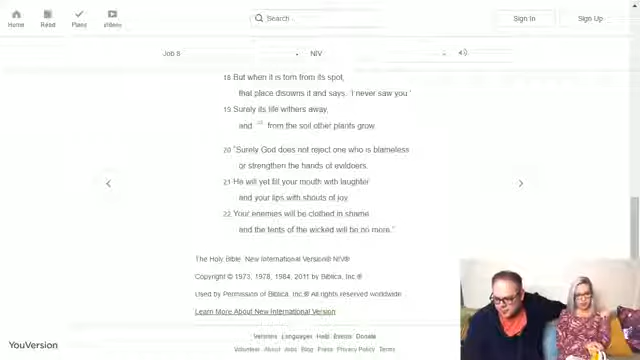 Home Read Plans Videos Search Sign In Sign Up
Job 8 NIV
18 But when it is torn from its spot,
that place disowns it and says, 'I never saw you.'
19 Surely its life withers away,
and from the soil other plants grow.
20 "Surely God does not reject one who is blameless
or strengthen the hands of evildoers.
21 He will yet fill your mouth with laughter
and your lips with shouts of joy.
22 Your enemies will be clothed in shame,
and the tents of the wicked will be no more."
The Holy Bible, New International Version® NIV®
Copyright © 1973, 1978, 1984, 2011 by Biblica, Inc.®
Used by Permission of Biblica, Inc.® All rights reserved worldwide.
Learn More About New International Version
YouVersion
Versions Languages Help Events Donate
Volunteer About Jobs Blog Press Privacy Policy Terms